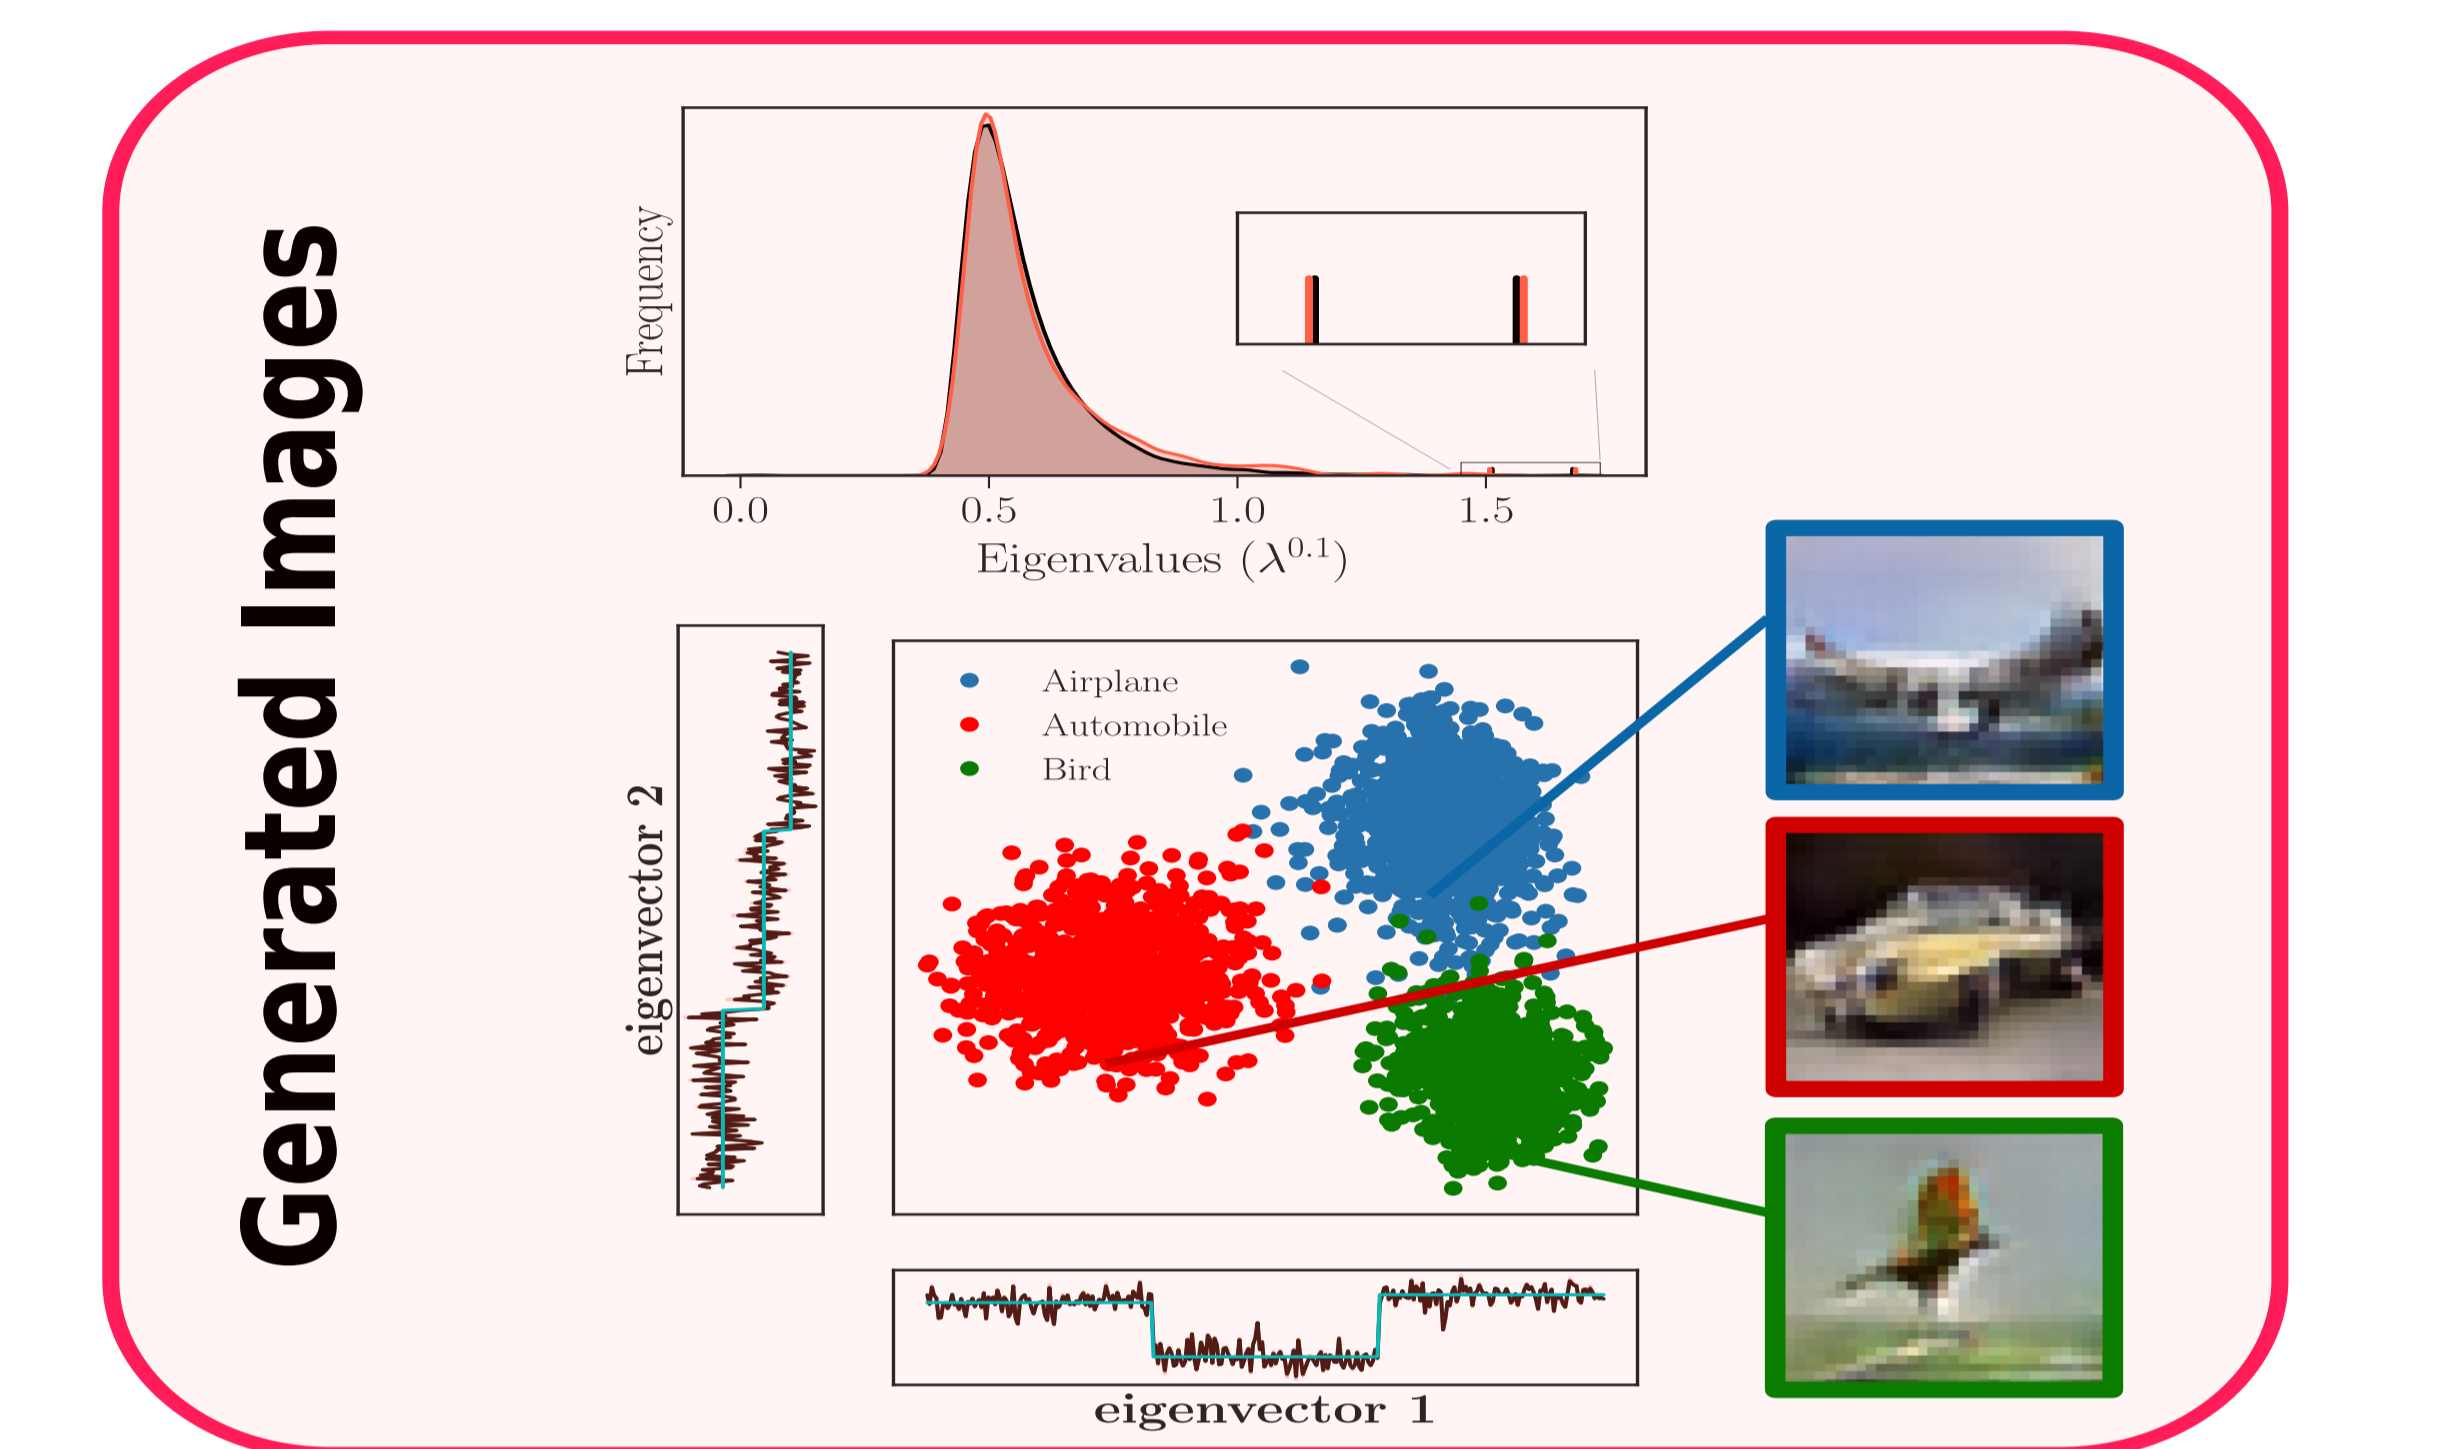 Generated Images
Frequency
0.0 0.5 1.0 1.5
Eigenvalues (λ^0.1)
eigenvector 2
Airplane
Automobile
Bird
eigenvector 1